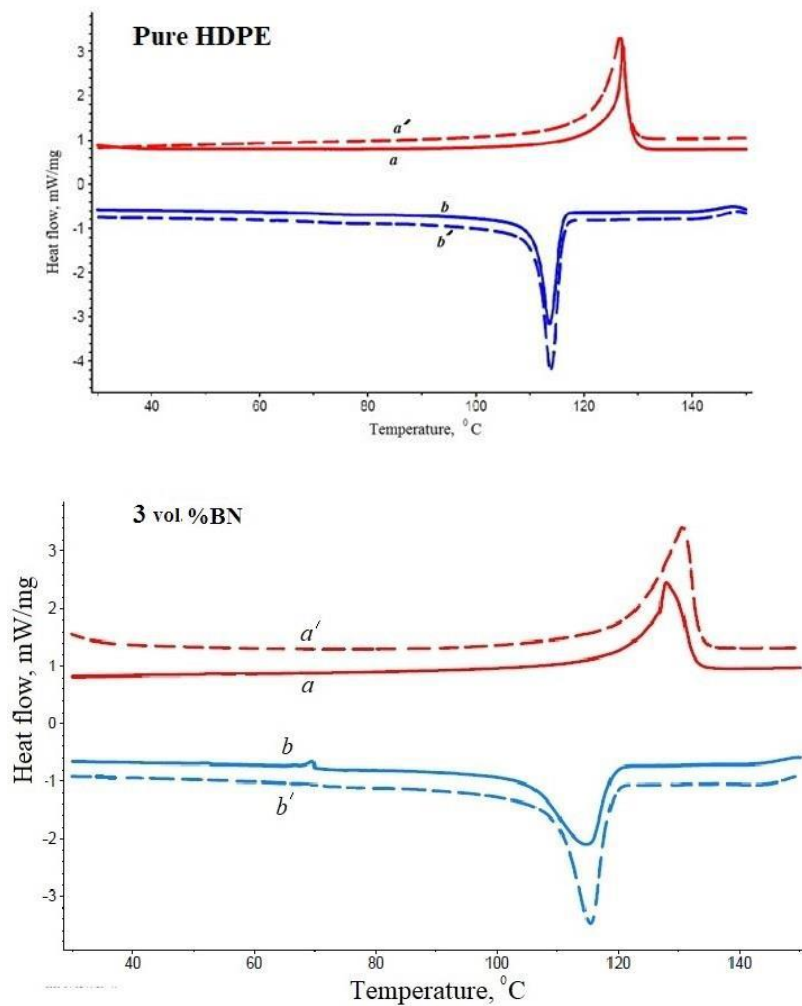 Pure HDPE
3
2
1
0
-1
-2
-3
-4
a′
a
b
b′
Heat flow, mW/mg
40 60 80 100 120 140
Temperature, ⁰C
3 vol. %BN
3
2
1
0
-1
-2
-3
a′
a
b
b′
Heat flow, mW/mg
40 60 80 100 120 140
Temperature, ⁰C